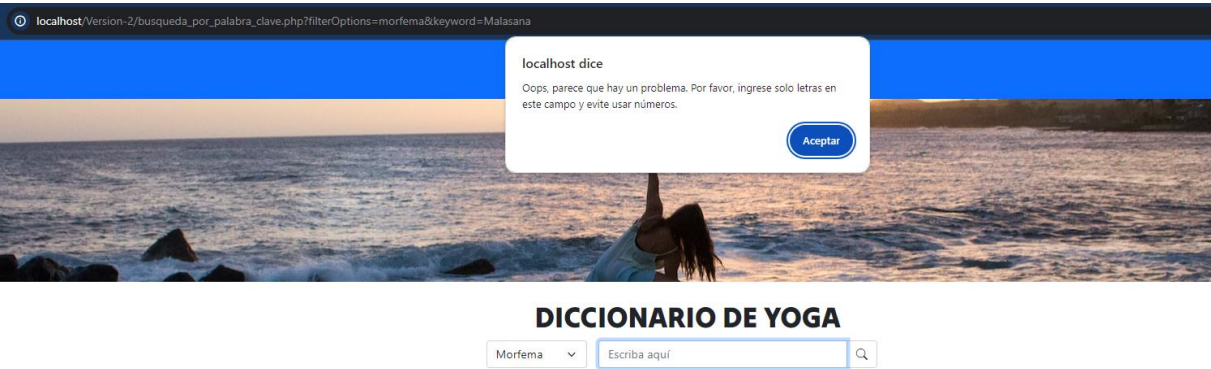 localhost/Version-2/busqueda_por_palabra_clave.php?filterOptions=morfema&keyword=Malasana
localhost dice
Oops, parece que hay un problema. Por favor, ingrese solo letras en
este campo y evite usar números.
Aceptar
DICCIONARIO DE YOGA
Morfema Escriba aquí